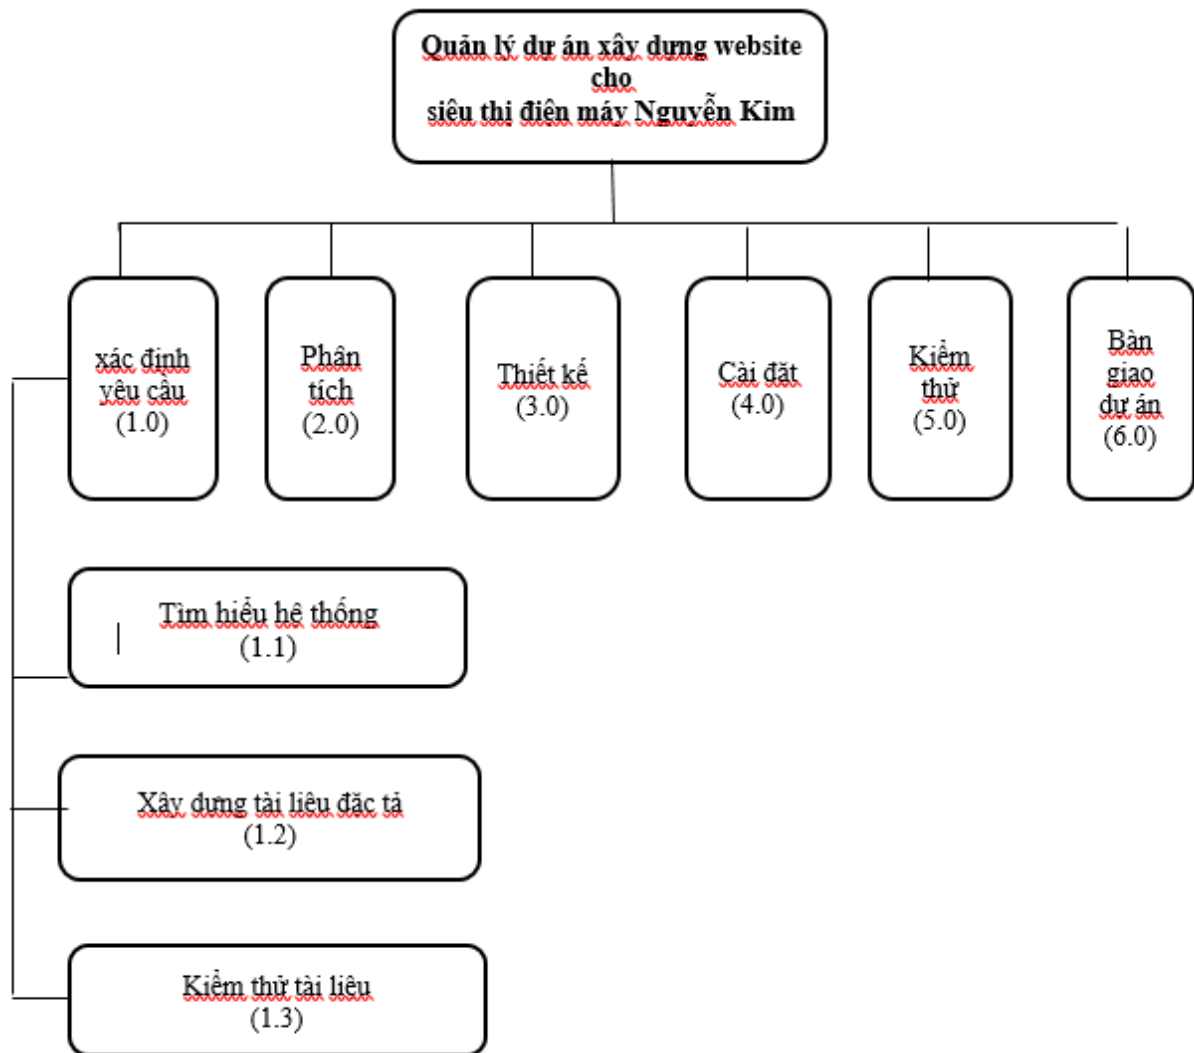 Quản lý dự án xây dựng website
cho
siêu thị điện máy Nguyễn Kim
xác định
yêu cầu
(1.0)
Phân
tích
(2.0)
Thiết kế
(3.0)
Cài đặt
(4.0)
Kiểm
thử
(5.0)
Bàn
giao
dự án
(6.0)
Tìm hiểu hệ thống
(1.1)
Xây dựng tài liệu đặc tả
(1.2)
Kiểm thử tài liệu
(1.3)